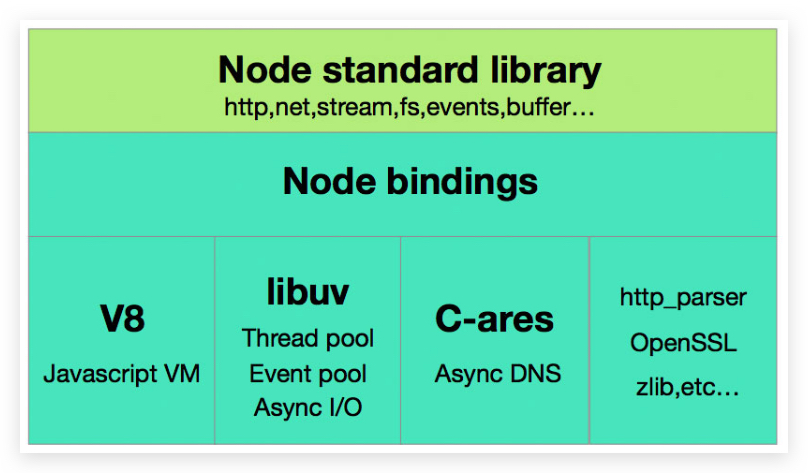 Node standard library
http,net,stream,fs,events,buffer…
Node bindings
V8
Javascript VM
libuv
Thread pool
Event pool
Async I/O
C-ares
Async DNS
http_parser
OpenSSL
zlib,etc…